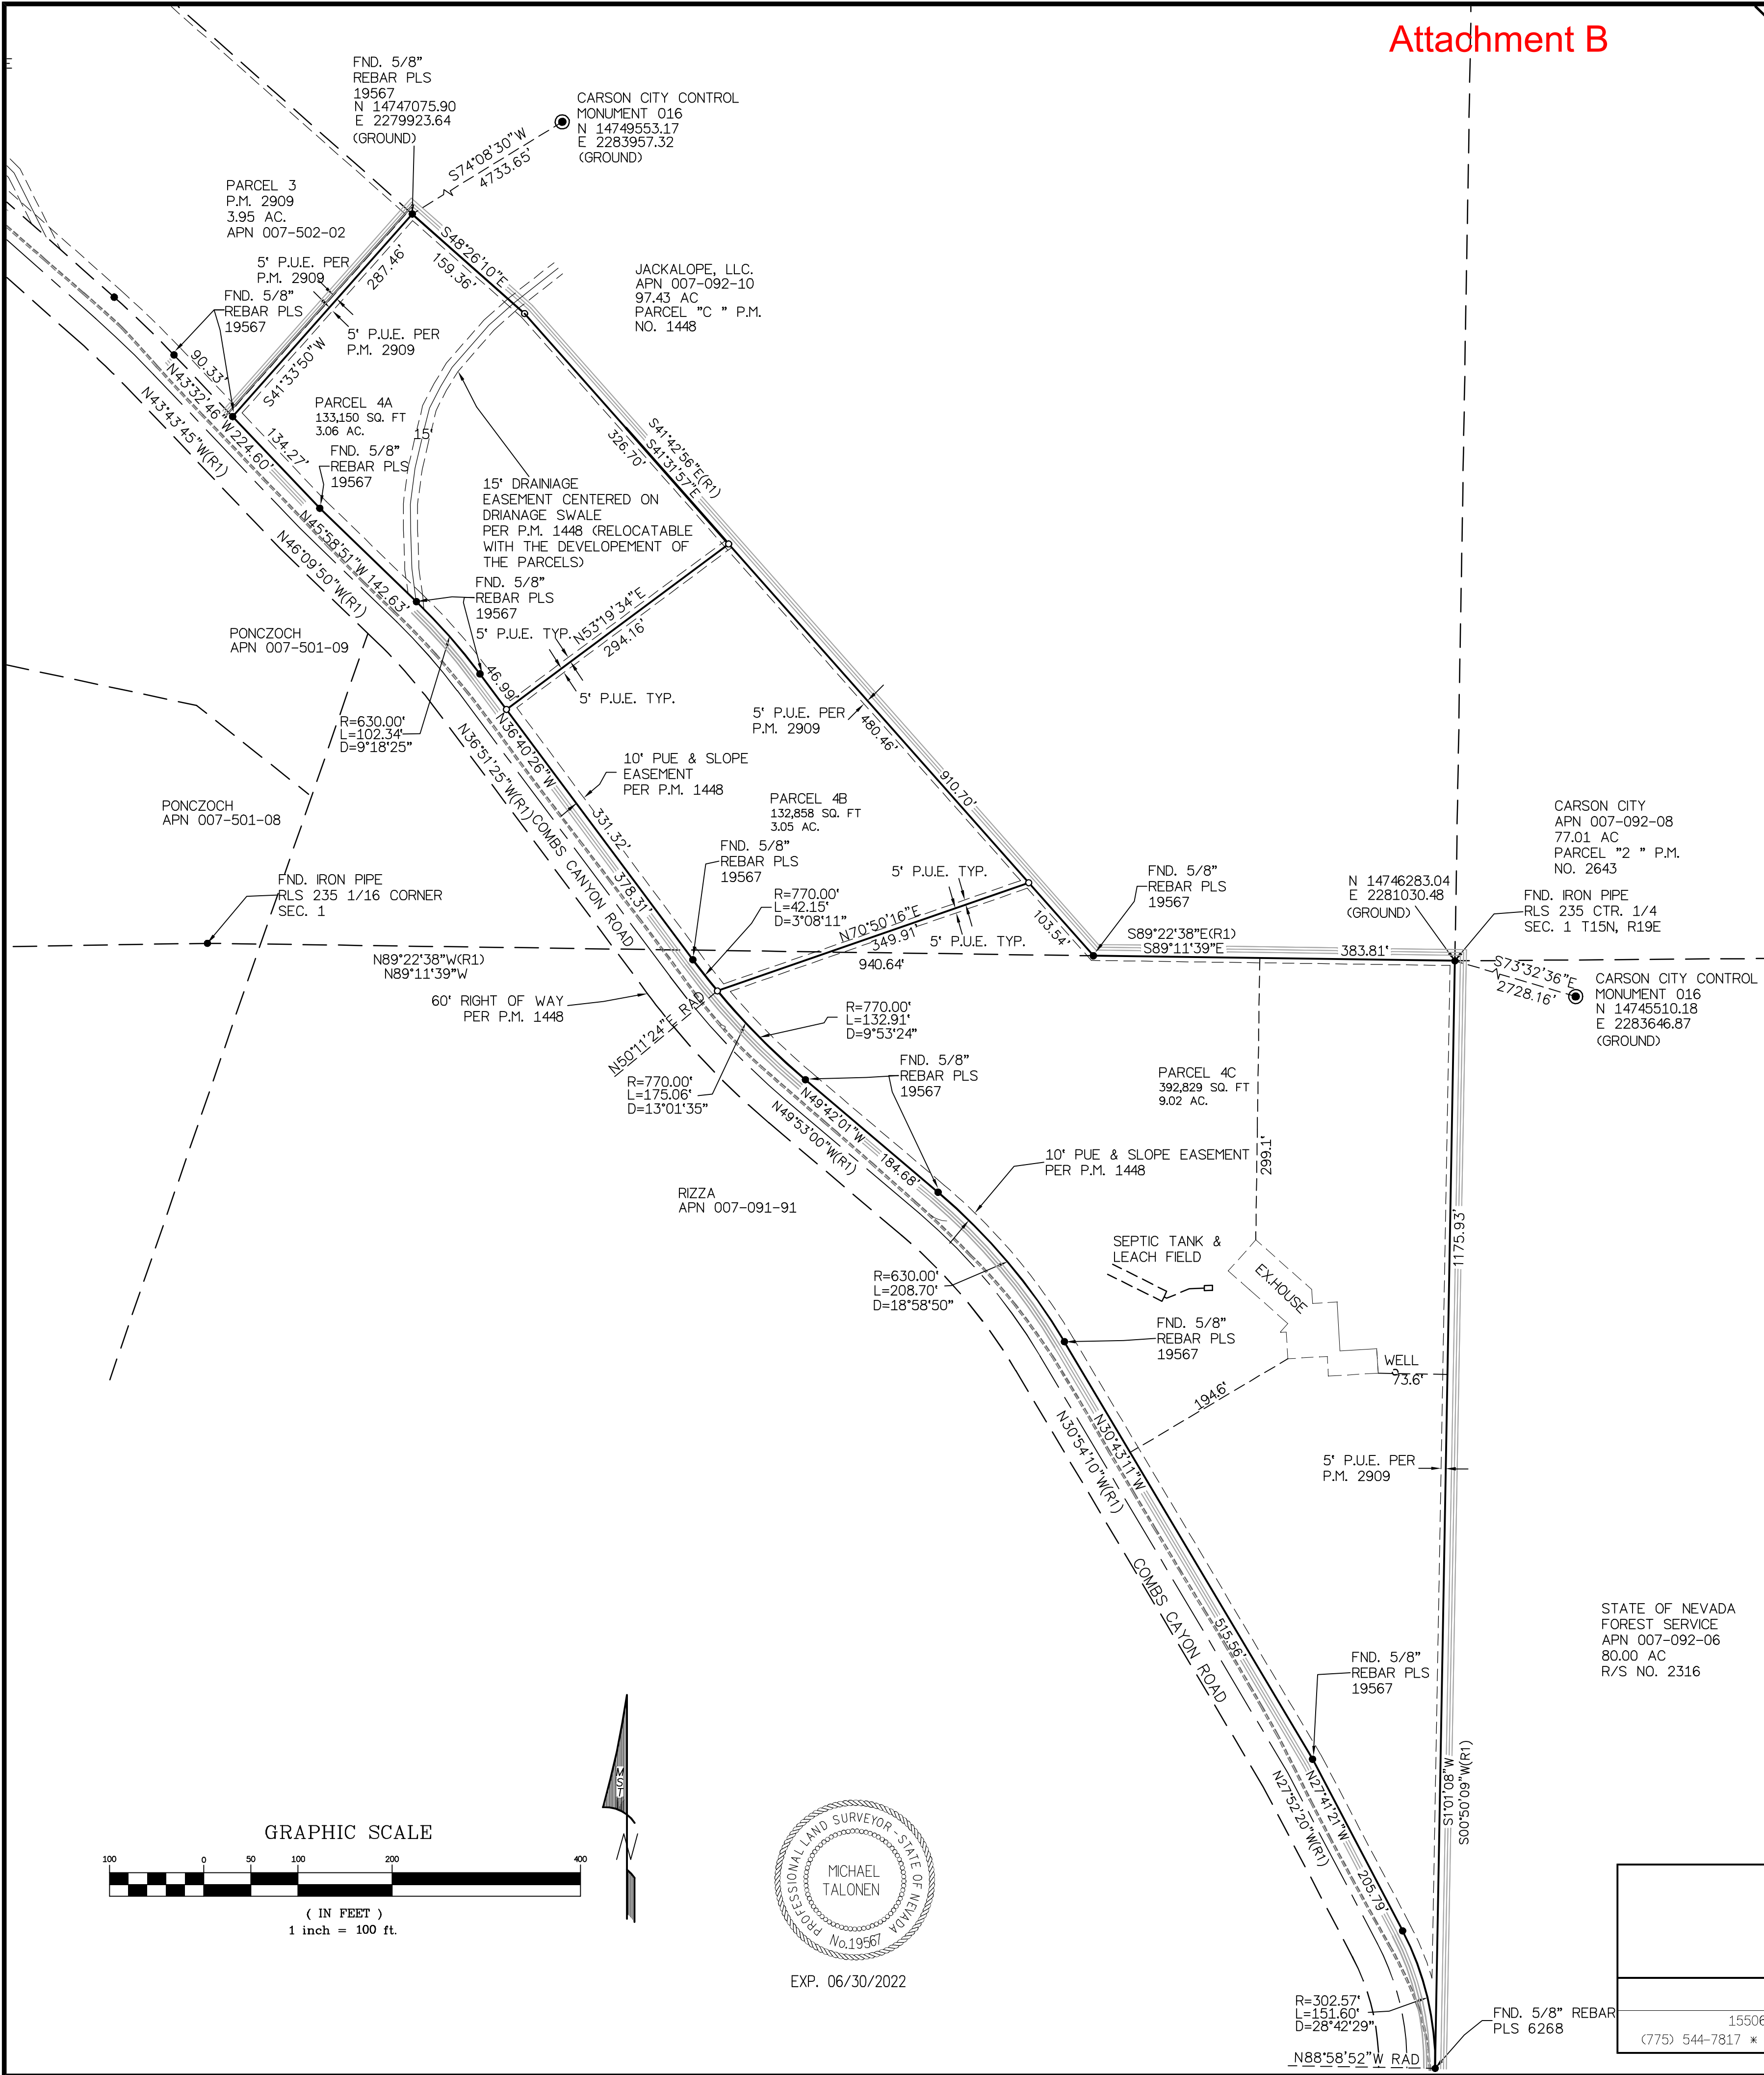 Attachment B
FND. 5/8"
REBAR PLS
19567
N 14747075.90
E 2279923.64
(GROUND)
CARSON CITY CONTROL
MONUMENT 016
N 14749553.17
E 2283957.32
(GROUND)
S74°08'30"W
4733.65'
PARCEL 3
P.M. 2909
3.95 AC.
APN 007-502-02
5' P.U.E. PER
P.M. 2909
287.46'
S48°26'10"E
159.36'
FND. 5/8"
REBAR PLS
19567
5' P.U.E. PER
P.M. 2909
JACKALOPE, LLC.
APN 007-092-10
97.43 AC
PARCEL "C " P.M.
NO. 1448
90.33'
S41°33'50"W
N43°32'46"W 224.60'
N43°43'45"W(R1)
134.27'
PARCEL 4A
133,150 SQ. FT
3.06 AC.
15'
FND. 5/8"
REBAR PLS
19567
S41°42'56"E(R1)
S41°31'57"E
326.70'
15' DRAINIAGE
EASEMENT CENTERED ON
DRIANAGE SWALE
PER P.M. 1448 (RELOCATABLE
WITH THE DEVELOPEMENT OF
THE PARCELS)
N45°58'51"W 142.63'
N46°09'50"W(R1)
FND. 5/8"
REBAR PLS
19567
5' P.U.E. TYP.
N53°19'34"E
294.16'
PONCZOCH
APN 007-501-09
46.99'
5' P.U.E. TYP.
R=630.00'
L=102.34'
D=9°18'25"
5' P.U.E. PER
P.M. 2909
480.46'
N36°40'26"W
N36°51'25"W(R1)
10' PUE & SLOPE
EASEMENT
PER P.M. 1448
910.70'
PONCZOCH
APN 007-501-08
PARCEL 4B
132,858 SQ. FT
3.05 AC.
331.32'
378.31'
COMBS CANYON ROAD
CARSON CITY
APN 007-092-08
77.01 AC
PARCEL "2 " P.M.
NO. 2643
FND. 5/8"
REBAR PLS
19567
5' P.U.E. TYP.
FND. 5/8"
REBAR PLS
19567
N 14746283.04
E 2281030.48
(GROUND)
FND. IRON PIPE
RLS 235 CTR. 1/4
SEC. 1 T15N, R19E
FND. IRON PIPE
RLS 235 1/16 CORNER
SEC. 1
R=770.00'
L=42.15'
D=3°08'11"
N70°50'16"E
349.91'
5' P.U.E. TYP.
103.54'
S89°22'38"E(R1)
S89°11'39"E
383.81'
N89°22'38"W(R1)
N89°11'39"W
940.64'
S73°32'36"E
2728.16'
CARSON CITY CONTROL
MONUMENT 016
N 14745510.18
E 2283646.87
(GROUND)
60' RIGHT OF WAY
PER P.M. 1448
N50°11'24"E RAD
R=770.00'
L=132.91'
D=9°53'24"
R=770.00'
L=175.06'
D=13°01'35"
FND. 5/8"
REBAR PLS
19567
PARCEL 4C
392,829 SQ. FT
9.02 AC.
N49°42'01"W
184.68'
N49°53'00"W(R1)
299.1'
10' PUE & SLOPE EASEMENT
PER P.M. 1448
RIZZA
APN 007-091-91
1175.93'
SEPTIC TANK &
LEACH FIELD
EX.HOUSE
R=630.00'
L=208.70'
D=18°58'50"
FND. 5/8"
REBAR PLS
19567
WELL
73.6'
194.6'
N30°43'11"W
N30°54'10"W(R1)
5' P.U.E. PER
P.M. 2909
COMBS CAYON ROAD
515.56'
STATE OF NEVADA
FOREST SERVICE
APN 007-092-06
80.00 AC
R/S NO. 2316
FND. 5/8"
REBAR PLS
19567
S1°01'08"W
S00°50'09"W(R1)
N27°41'21"W
N27°52'20"W(R1)
205.79'
MST
N
GRAPHIC SCALE
100 0 50 100 200 400
( IN FEET )
1 inch = 100 ft.
PROFESSIONAL LAND SURVEYOR - STATE OF NEVADA
MICHAEL
TALONEN
No.19567
EXP. 06/30/2022
R=302.57'
L=151.60'
D=28°42'29"
N88°58'52"W RAD
FND. 5/8" REBAR
PLS 6268
15506
(775) 544-7817 *